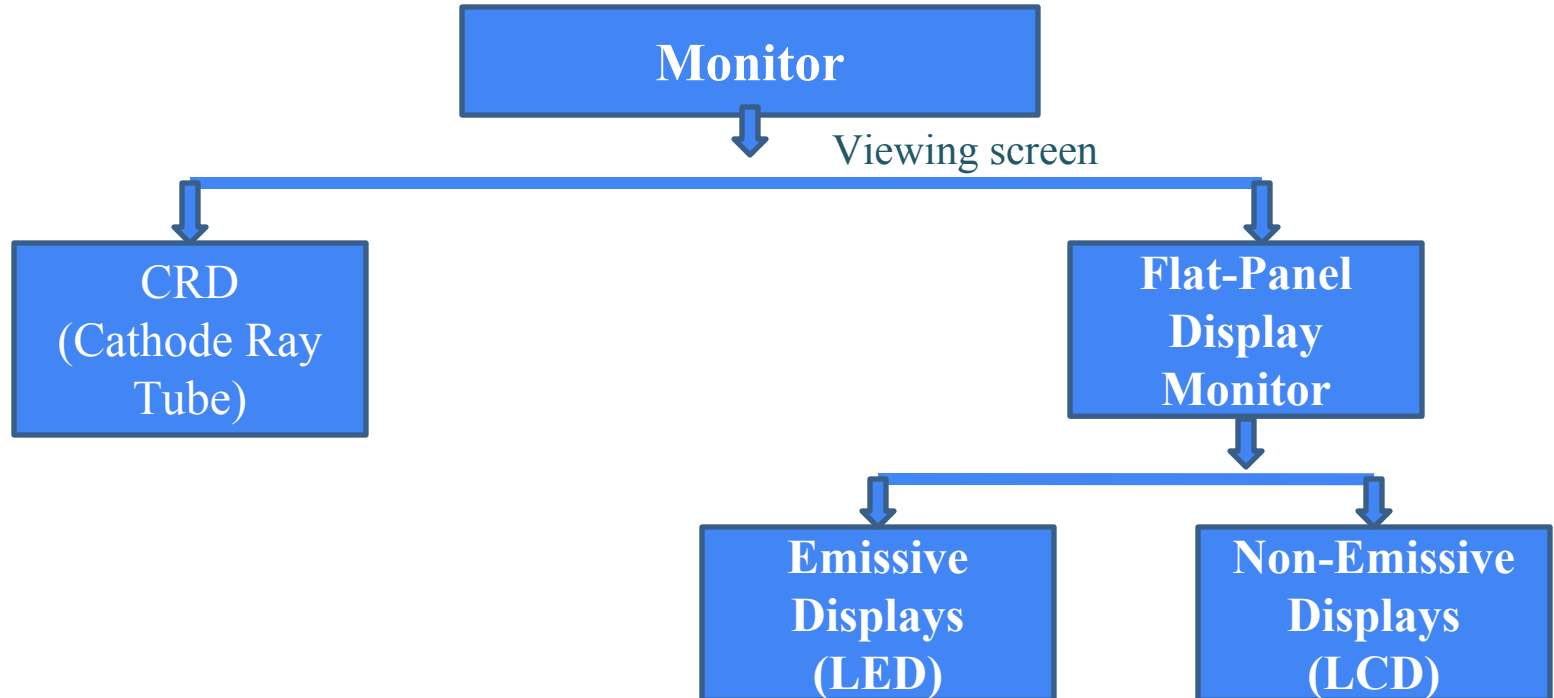 Monitor
Viewing screen
CRD
(Cathode Ray
Tube)
Flat-Panel
Display
Monitor
Emissive
Displays
(LED)
Non-Emissive
Displays
(LCD)